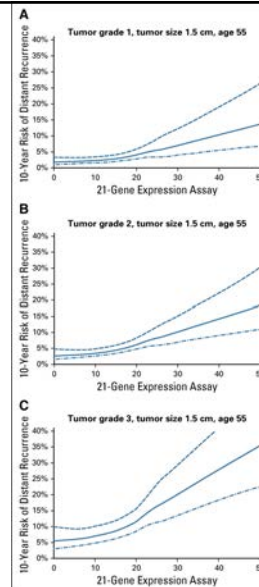 A
Tumor grade 1, tumor size 1.5 cm, age 55
10-Year Risk of Distant Recurrence
40%
35%
30%
25%
20%
15%
10%
5%
0%
0 10 20 30 40 5
21-Gene Expression Assay
B
Tumor grade 2, tumor size 1.5 cm, age 55
10-Year Risk of Distant Recurrence
40%
35%
30%
25%
20%
15%
10%
5%
0%
0 10 20 30 40 5
21-Gene Expression Assay
C
Tumor grade 3, tumor size 1.5 cm, age 55
10-Year Risk of Distant Recurrence
40%
35%
30%
25%
20%
15%
10%
5%
0%
0 10 20 30 40 5
21-Gene Expression Assay